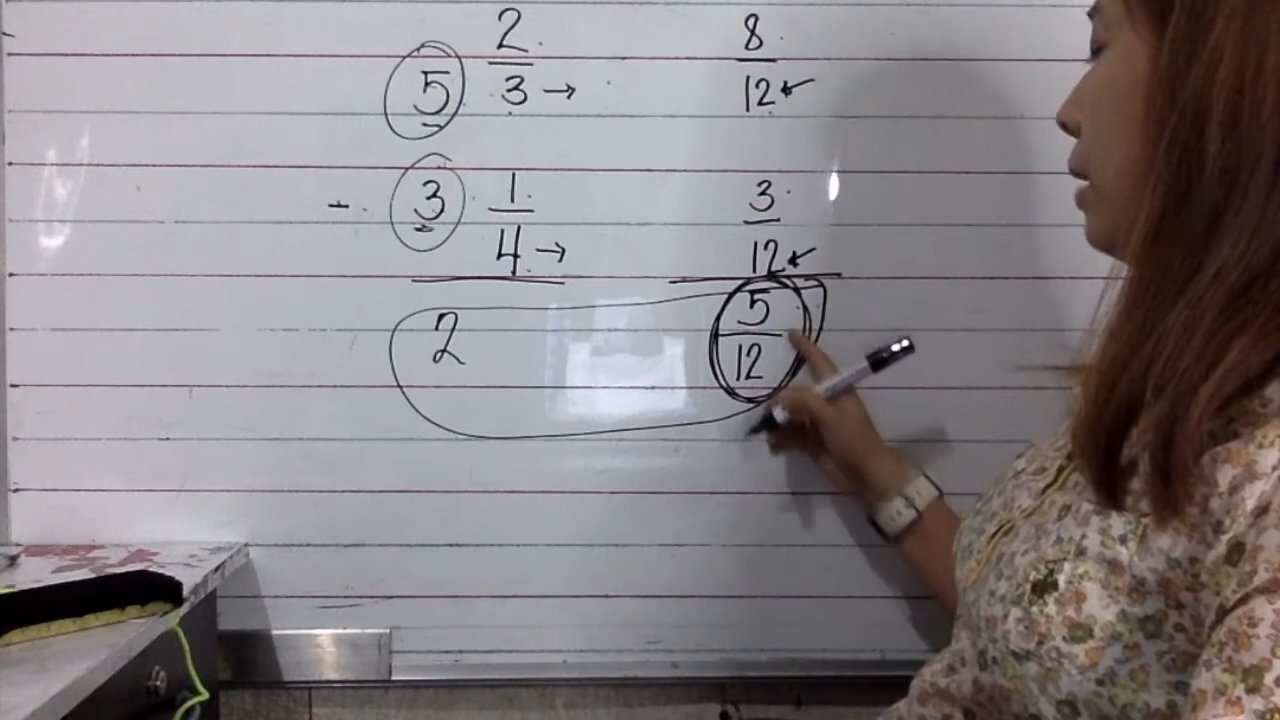 5 2/3 → 8/12 ←
- 3 1/4 → 3/12 ←
2 5/12